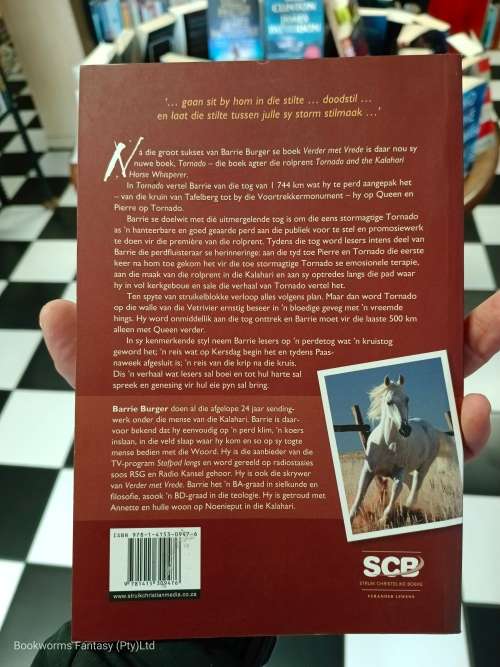 CLINTON
JAMES
PATTERSON
‘… gaan sit by hom in die stilte … doodstil …
en laat die stilte tussen julle sy storm stilmaak …’
Na die groot sukses van Barrie Burger se boek Verder met Vrede is daar nou sy
nuwe boek, Tornado – die boek agter die rolprent Tornado and the Kalahari
Horse Whisperer.
In Tornado vertel Barrie van die tog van 1 744 km wat hy te perd aangepak het
– van die kruin van Tafelberg tot by die Voortrekkermonument – hy op Queen en
Pierre op Tornado.
Barrie se doelwit met dié uitmergelende tog is om die eens stormagtige Tornado
as ’n hanteerbare en goed geaarde perd aan die publiek voor te stel en promosiewerk
te doen vir die première van die rolprent. Tydens die tog word lesers intens deel van
Barrie die perdfluisteraar se herinneringe: aan die tyd toe Pierre en Tornado die eerste
keer na hom toe gekom het vir die toe stormagtige Tornado se emosionele terapie,
aan die maak van die rolprent in die Kalahari en aan sy optredes langs die pad waar
hy in vol kerkgeboue en sale die verhaal van Tornado vertel het.
Ten spyte van struikelblokke verloop alles volgens plan. Maar dan word Tornado
op die walle van die Vetrivier ernstig beseer in ’n bloedige geveg met ’n vreemde
hings. Hy word onmiddellik aan die tog onttrek en Barrie moet vir die laaste 500 km
alleen met Queen verder.
In sy kenmerkende styl neem Barrie lesers op ’n perdetog wat ’n kruistog
geword het; ’n reis wat op Kersdag begin het en tydens Paas-
naweek afgesluit is; ’n reis van die krip na die kruis.
Dis ’n verhaal wat lesers sal boei en tot hul harte sal
spreek en genesing vir hul eie pyn sal bring.
Barrie Burger doen al die afgelope 24 jaar sending-
werk onder die mense van die Kalahari. Barrie is daar-
voor bekend dat hy eenvoudig op ’n perd klim, ’n koers
inslaan, in die veld slaap waar hy kom en so op sy togte
mense bedien met die Woord. Hy is die aanbieder van
die TV-program Stofpad langs en word gereeld op radiostasies
soos RSG en Radio Kansel gehoor. Hy is ook die skrywer
van Verder met Vrede. Barrie het ’n BA-graad in sielkunde en
filosofie, asook ’n BD-graad in die teologie. Hy is getroud met
Annette en hulle woon op Noenieput in die Kalahari.
ISBN 978-1-4153-0947-6
9 781415 309476
www.struikchristianmedia.co.za
SCB
STRUIK CHRISTELIKE BOEKE
VERANDER LEWENS
Bookworms Fantasy (Pty)Ltd